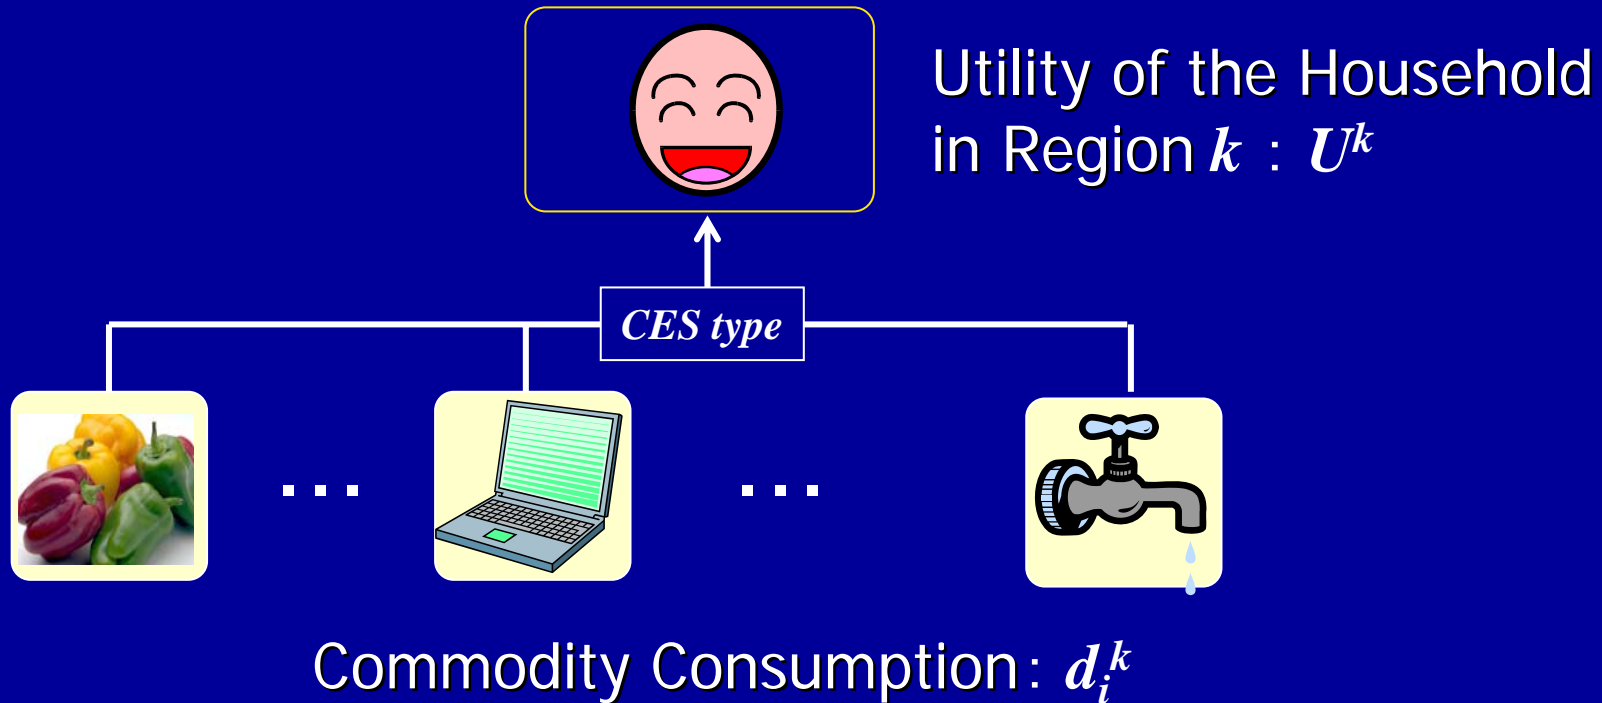 Utility of the Household
in Region k : U^k
CES type
... ...
Commodity Consumption : d_i^k